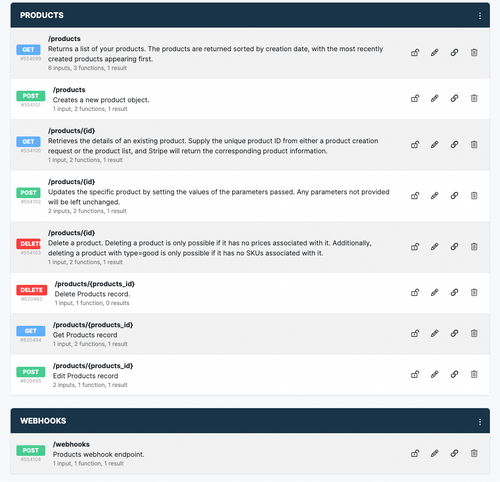 PRODUCTS
/products
GET
Returns a list of your products. The products are returned sorted by creation date, with the most recently
created products appearing first.
#554099
6 inputs, 3 functions, 1 result
/products
POST
Creates a new product object.
#554101
1 input, 2 functions, 1 result
/products/{id}
GET
Retrieves the details of an existing product. Supply the unique product ID from either a product creation
request or the product list, and Stripe will return the corresponding product information.
#554100
1 input, 2 functions, 1 result
/products/{id}
POST
Updates the specific product by setting the values of the parameters passed. Any parameters not provided
will be left unchanged.
#554102
2 inputs, 2 functions, 1 result
/products/{id}
DELETE
Delete a product. Deleting a product is only possible if it has no prices associated with it. Additionally,
deleting a product with type=good is only possible if it has no SKUs associated with it.
#554103
1 input, 2 functions, 1 result
/products/{products_id}
DELETE
Delete Products record.
#620483
1 input, 1 function, 0 results
/products/{products_id}
GET
Get Products record
#620484
1 input, 2 functions, 1 result
/products/{products_id}
POST
Edit Products record
#620485
2 inputs, 1 function, 1 result
WEBHOOKS
/webhooks
POST
Products webhook endpoint.
#554104
1 input, 1 function, 1 result